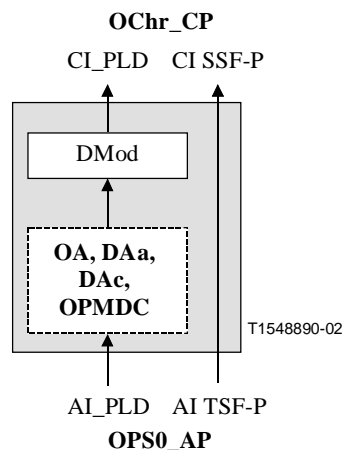 OChr_CP
CI_PLD CI SSF-P
DMod
OA, DAa,
DAc,
OPMDC
T1548890-02
AI_PLD AI TSF-P
OPS0_AP